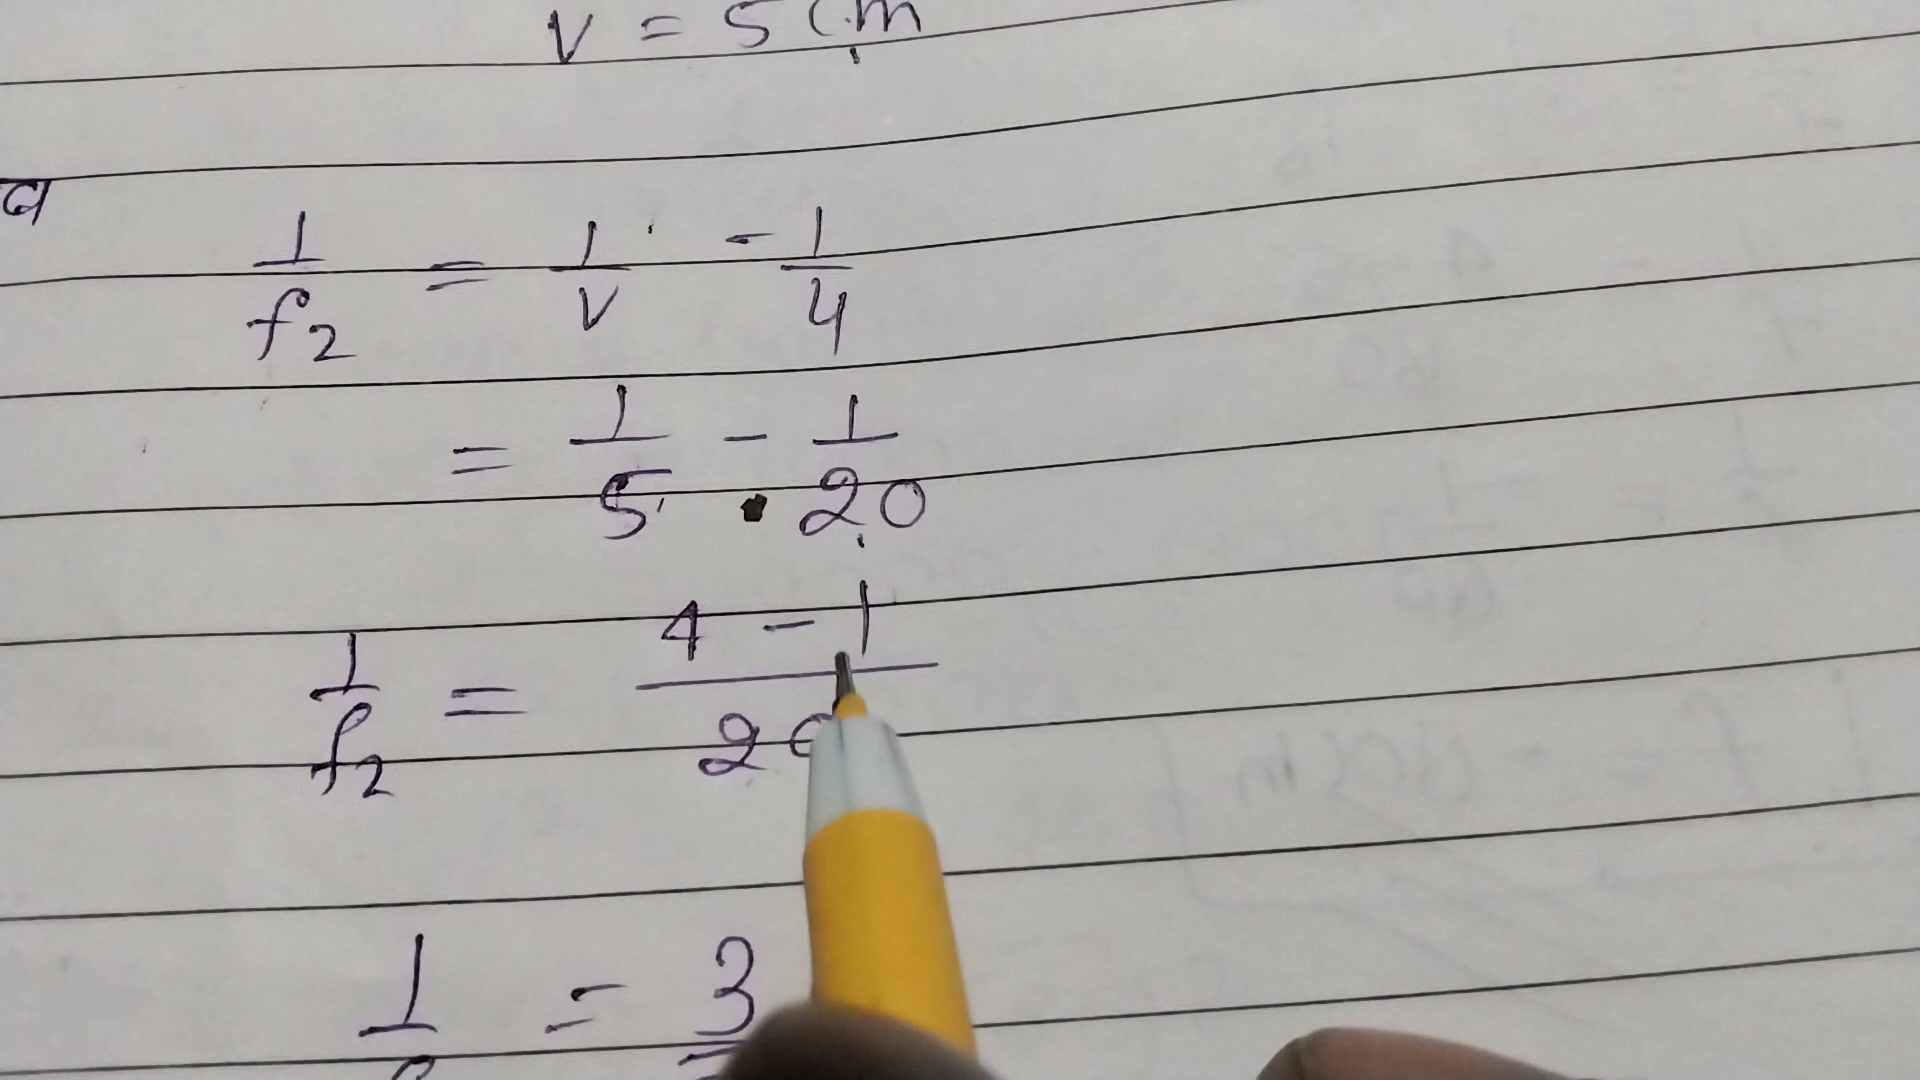 v = 5 cm
व
1/f2 = 1/v - 1/4
= 1/5 - 1/20
1/f2 = 4 - 1/20
1/f = 3